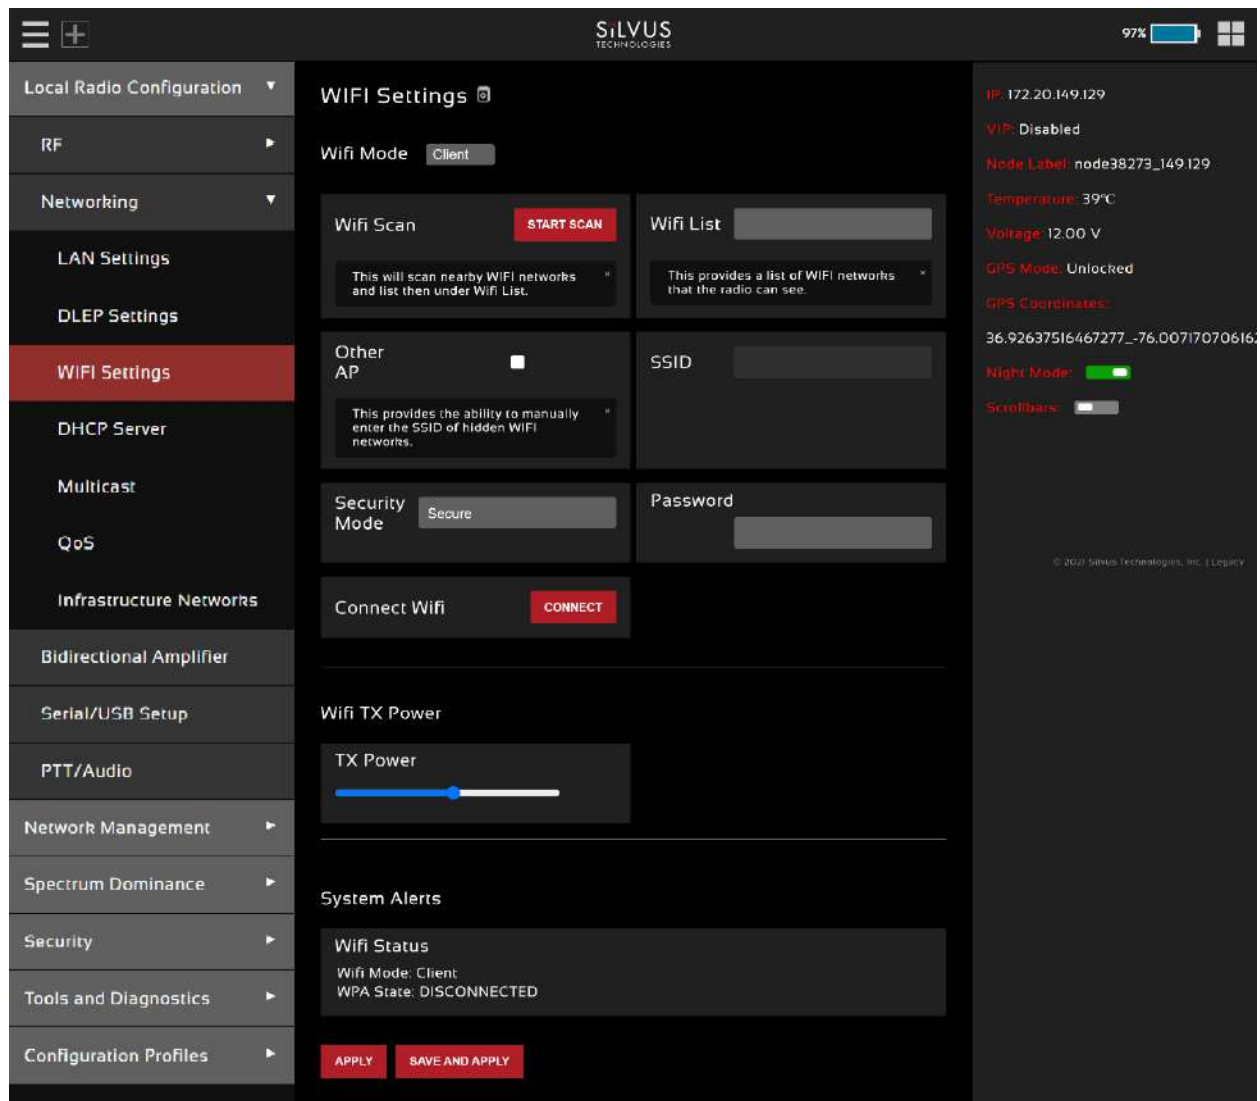 SiLVUS
TECHNOLOGIES
97%
Local Radio Configuration
RF
Networking
LAN Settings
DLEP Settings
WIFI Settings
DHCP Server
Multicast
QoS
Infrastructure Networks
Bidirectional Amplifier
Serial/USB Setup
PTT/Audio
Network Management
Spectrum Dominance
Security
Tools and Diagnostics
Configuration Profiles
WIFI Settings
Wifi Mode Client
Wifi Scan START SCAN
This will scan nearby WIFI networks
and list then under Wifi List.
Wifi List
This provides a list of WIFI networks
that the radio can see.
Other
AP
This provides the ability to manually
enter the SSID of hidden WIFI
networks.
SSID
Security
Mode
Secure
Password
Connect Wifi CONNECT
Wifi TX Power
TX Power
System Alerts
Wifi Status
Wifi Mode: Client
WPA State: DISCONNECTED
APPLY SAVE AND APPLY
IP: 172.20.149.129
VIP: Disabled
Node Label: node38273_149.129
Temperature: 39°C
Voltage: 12.00 V
GPS Mode: Unlocked
GPS Coordinates:
36.92637516467277_-76.00717070616
Night Mode:
Scrollbars:
© 2021 Silvus Technologies, Inc. | Legacy